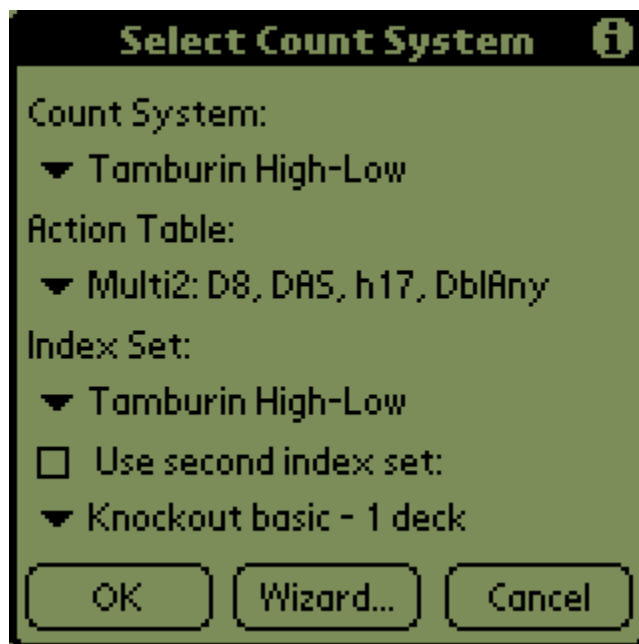 Select Count System
Count System:
Tamburin High-Low
Action Table:
Multi2: D8, DAS, h17, DblAny
Index Set:
Tamburin High-Low
Use second index set:
Knockout basic - 1 deck
OK Wizard... Cancel